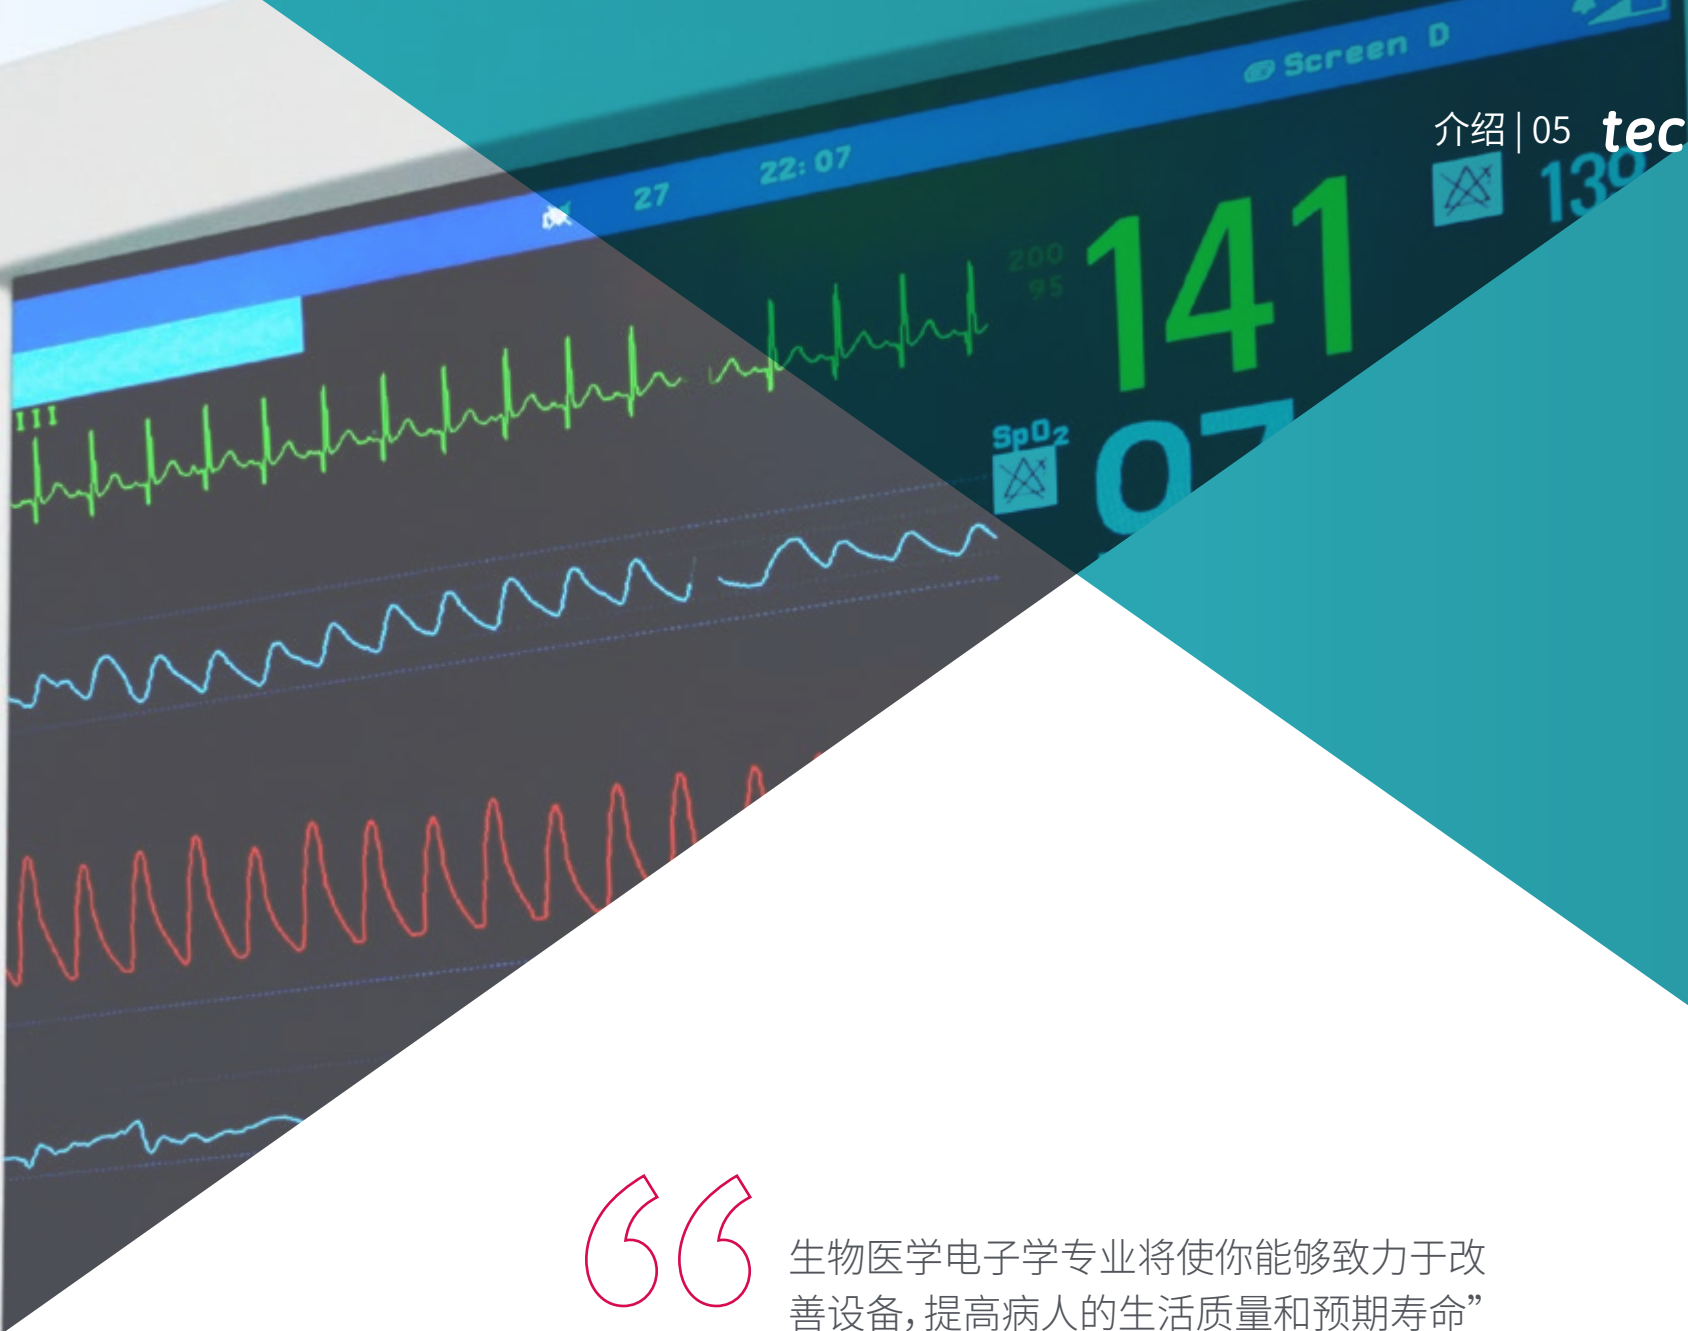 Screen D
介绍 | 05 tec
27 22:07
200
95
141
III
SpO₂
生物医学电子学专业将使你能够致力于改
善设备，提高病人的生活质量和预期寿命”